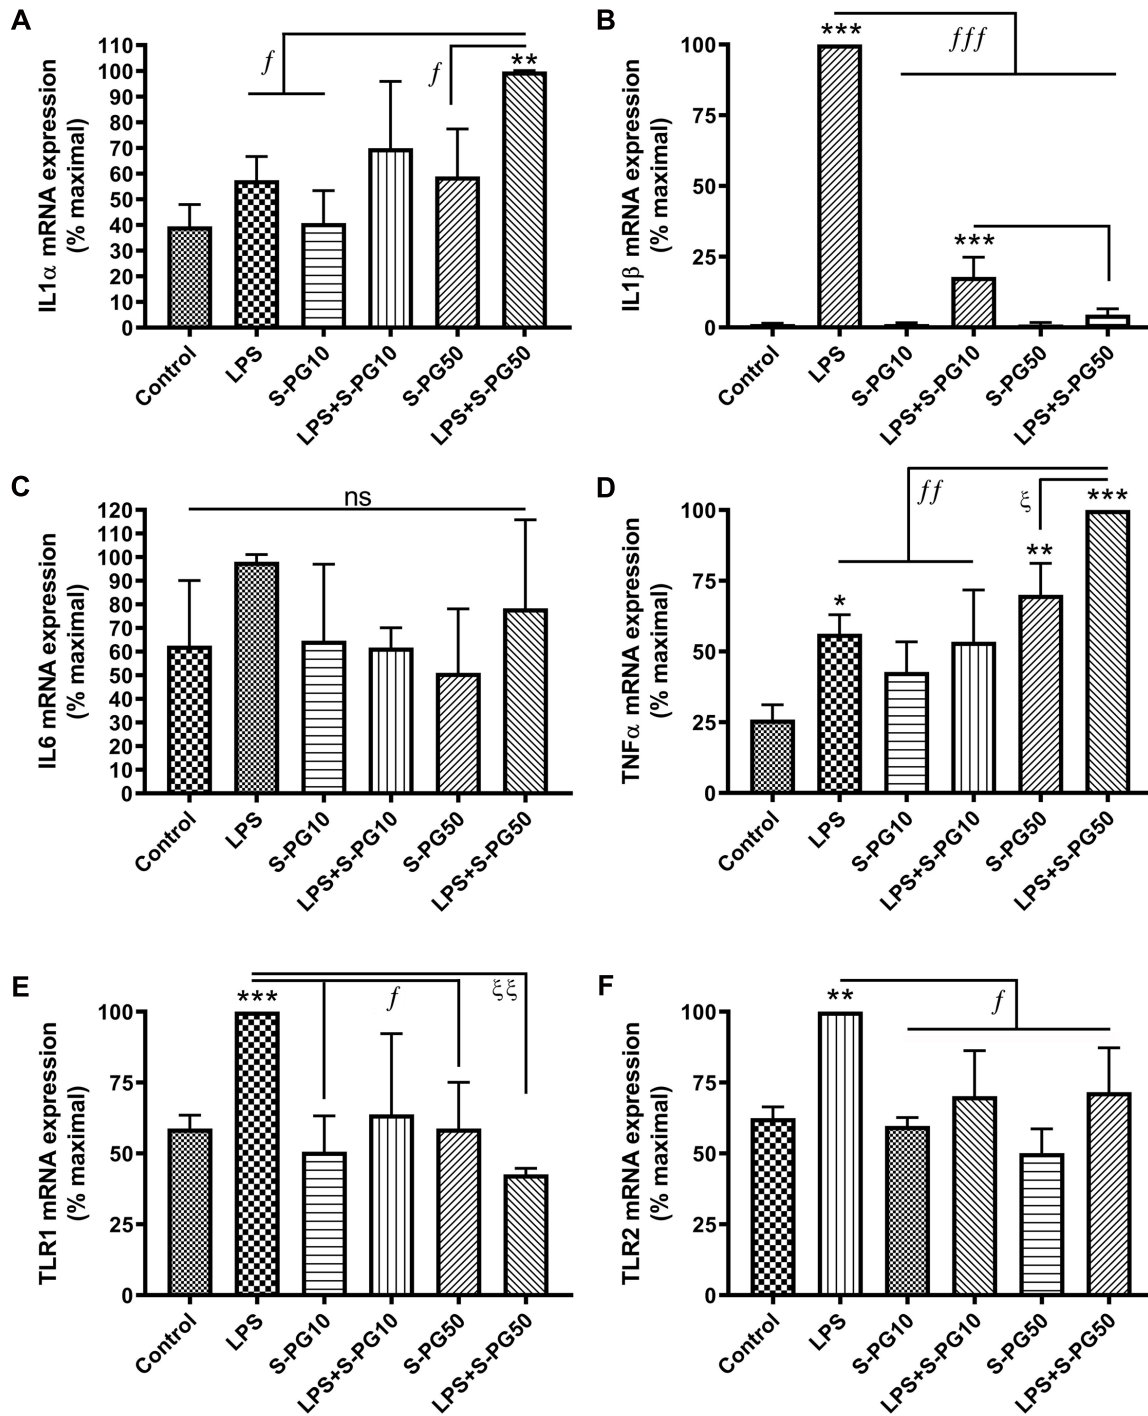 A
IL1α mRNA expression
(% maximal)
110
100
90
80
70
60
50
40
30
20
10
0
f
f
**
Control
LPS
S-PG10
LPS+S-PG10
S-PG50
LPS+S-PG50
B
IL1β mRNA expression
(% maximal)
100
75
50
25
0
***
fff
***
Control
LPS
S-PG10
LPS+S-PG10
S-PG50
LPS+S-PG50
C
IL6 mRNA expression
(% maximal)
120
110
100
90
80
70
60
50
40
30
20
10
0
ns
Control
LPS
S-PG10
LPS+S-PG10
S-PG50
LPS+S-PG50
D
TNFα mRNA expression
(% maximal)
100
75
50
25
0
*
ff
ξ
**
***
Control
LPS
S-PG10
LPS+S-PG10
S-PG50
LPS+S-PG50
E
TLR1 mRNA expression
(% maximal)
100
75
50
25
0
***
f
ξξ
Control
LPS
S-PG10
LPS+S-PG10
S-PG50
LPS+S-PG50
F
TLR2 mRNA expression
(% maximal)
100
75
50
25
0
**
f
Control
LPS
S-PG10
LPS+S-PG10
S-PG50
LPS+S-PG50